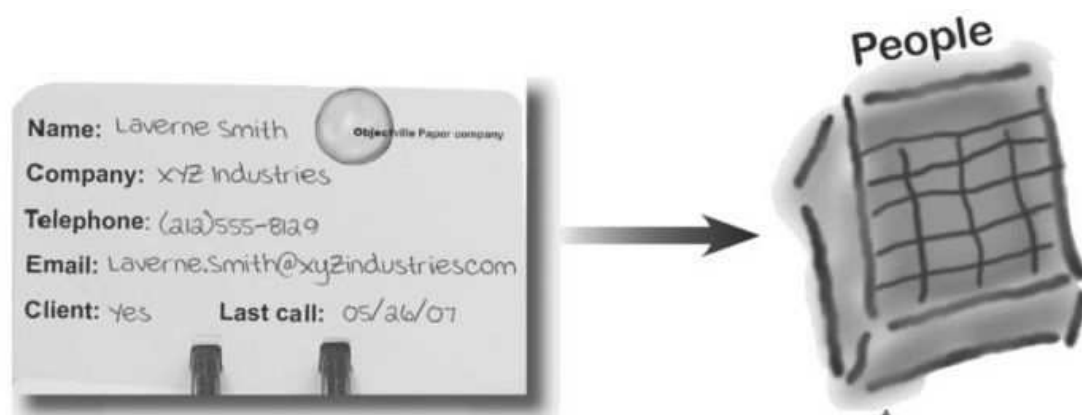 People
Name: Laverne Smith
Objectville Paper company
Company: XYZ Industries
Telephone: (212)555-8129
Email: Laverne.Smith@xyzindustriescom
Client: Yes Last call: 05/26/07